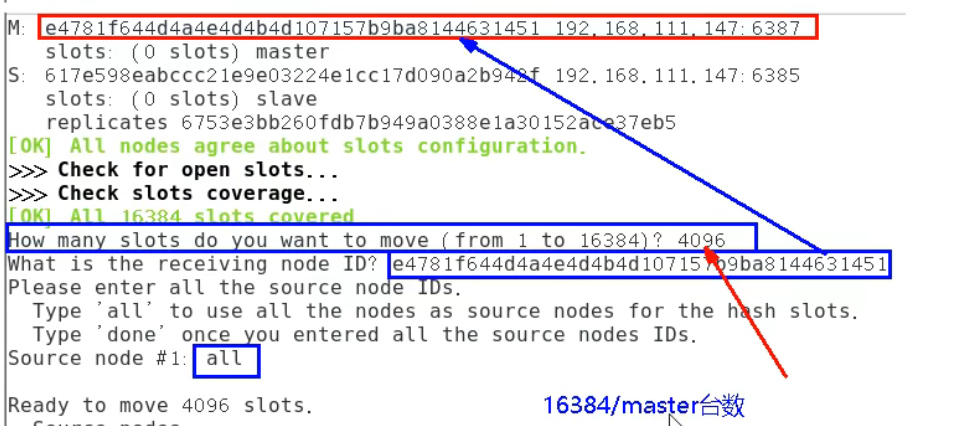 M: e4781f644d4a4e4d4b4d107157b9ba8144631451 192.168.111.147:6387
slots: (0 slots) master
S: 617e598eabccc21e9e03224e1cc17d090a2b942f 192.168.111.147:6385
slots: (0 slots) slave
replicates 6753e3bb260fdb7b949a0388e1a30152ace37eb5
[OK] All nodes agree about slots configuration.
>>> Check for open slots...
>>> Check slots coverage...
[OK] All 16384 slots covered
How many slots do you want to move (from 1 to 16384)? 4096
What is the receiving node ID? e4781f644d4a4e4d4b4d107157b9ba8144631451
Please enter all the source node IDs.
Type 'all' to use all the nodes as source nodes for the hash slots.
Type 'done' once you entered all the source nodes IDs.
Source node #1: all
Ready to move 4096 slots.
16384/master台数